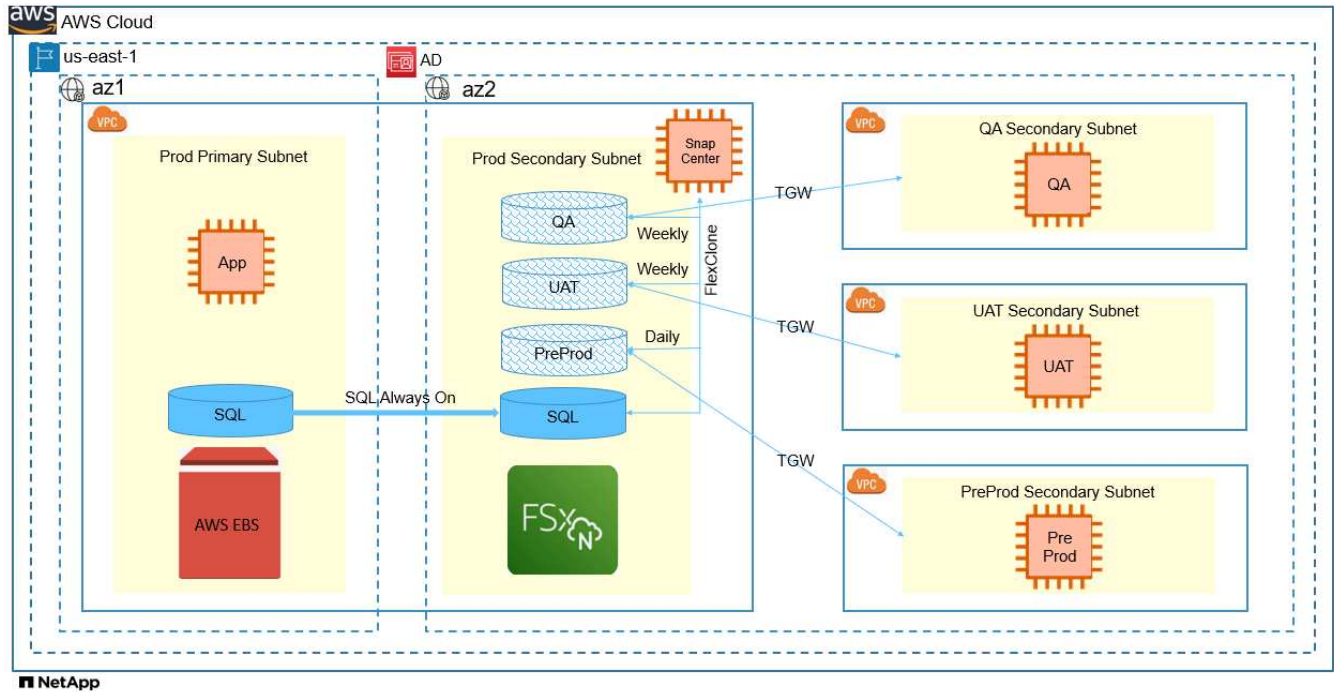 aws
AWS Cloud
us-east-1
AD
az1
az2
VPC
Prod Primary Subnet
App
SQL
AWS EBS
SQL Always On
Prod Secondary Subnet
Snap
Center
QA
Weekly
Weekly
UAT
Daily
PreProd
FlexClone
SQL
FSx
N
TGW
TGW
TGW
VPC
QA Secondary Subnet
QA
VPC
UAT Secondary Subnet
UAT
VPC
PreProd Secondary Subnet
Pre
Prod
NetApp